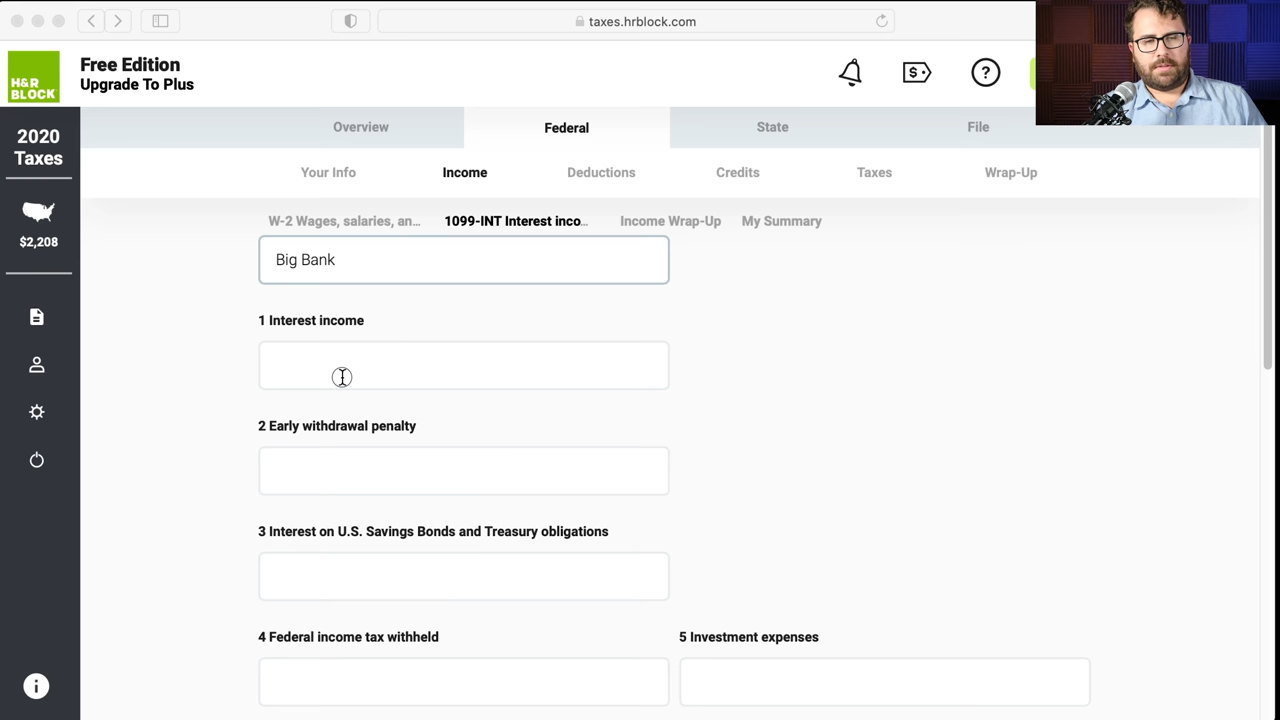 taxes.hrblock.com
H&R
BLOCK
Free Edition
Upgrade To Plus
$
?
2020
Taxes
$2,208
Overview
Federal
State
File
Your Info
Income
Deductions
Credits
Taxes
Wrap-Up
W-2 Wages, salaries, an...
1099-INT Interest inco...
Income Wrap-Up
My Summary
Big Bank
1 Interest income
2 Early withdrawal penalty
3 Interest on U.S. Savings Bonds and Treasury obligations
4 Federal income tax withheld
5 Investment expenses